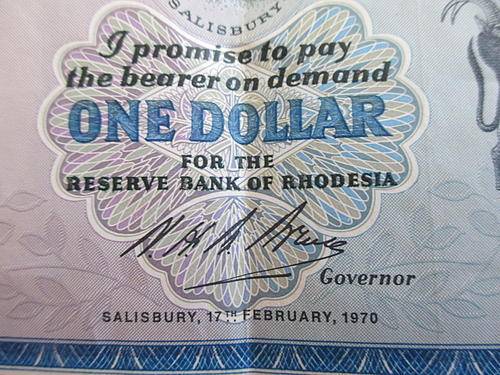 SALISBURY
I promise to pay
the bearer on demand
ONE DOLLAR
FOR THE
RESERVE BANK OF RHODESIA
Governor
SALISBURY, 17TH FEBRUARY, 1970